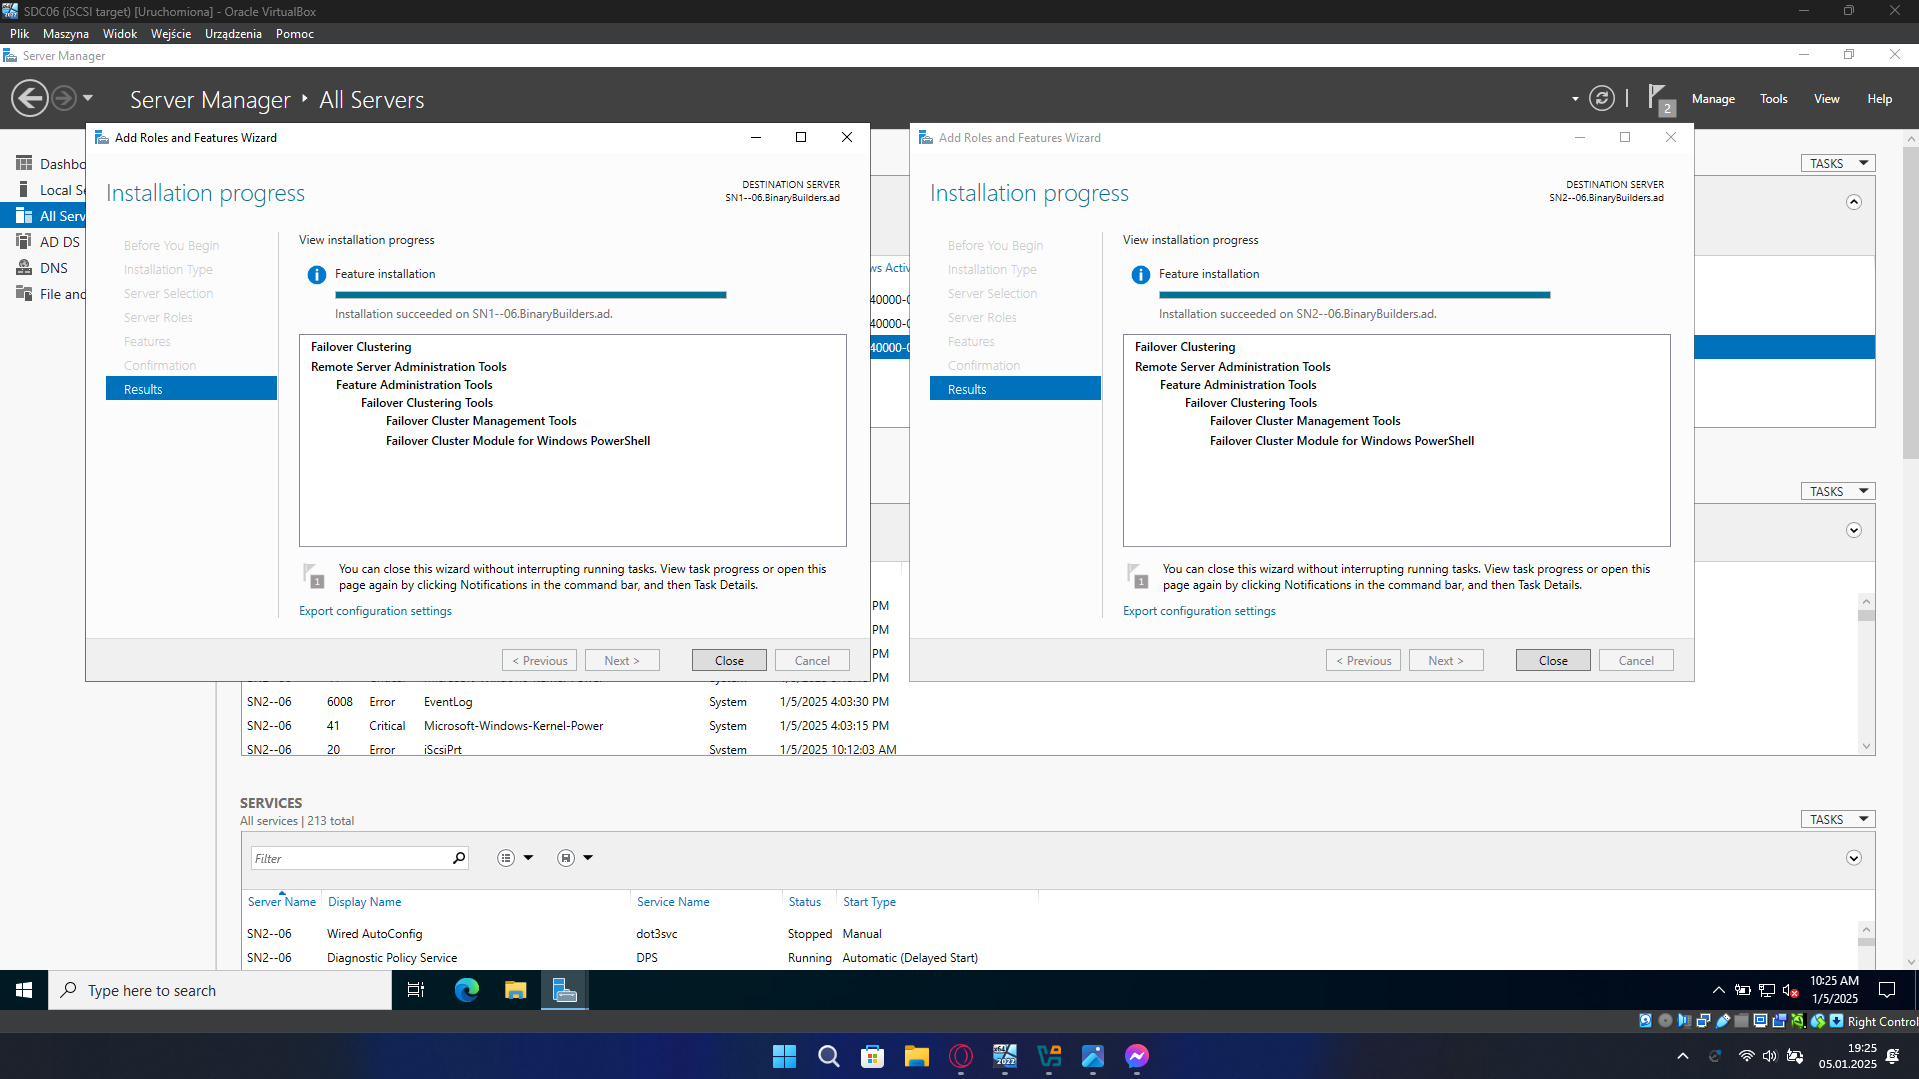 SDC06 (iSCSI target) [Uruchomiona] - Oracle VirtualBox
Plik Maszyna Widok Wejście Urządzenia Pomoc
Server Manager
Server Manager ‣ All Servers
2
Manage Tools View Help
Dashbo
Local Se
All Serv
AD DS
DNS
File and
Add Roles and Features Wizard
Installation progress
DESTINATION SERVER
SN1--06.BinaryBuilders.ad
Before You Begin
Installation Type
Server Selection
Server Roles
Features
Confirmation
Results
View installation progress
Feature installation
Installation succeeded on SN1--06.BinaryBuilders.ad.
Failover Clustering
Remote Server Administration Tools
Feature Administration Tools
Failover Clustering Tools
Failover Cluster Management Tools
Failover Cluster Module for Windows PowerShell
1
You can close this wizard without interrupting running tasks. View task progress or open this
page again by clicking Notifications in the command bar, and then Task Details.
Export configuration settings
< Previous Next > Close Cancel
ws Activ
40000-0
40000-0
40000-0
Add Roles and Features Wizard
Installation progress
DESTINATION SERVER
SN2--06.BinaryBuilders.ad
Before You Begin
Installation Type
Server Selection
Server Roles
Features
Confirmation
Results
View installation progress
Feature installation
Installation succeeded on SN2--06.BinaryBuilders.ad.
Failover Clustering
Remote Server Administration Tools
Feature Administration Tools
Failover Clustering Tools
Failover Cluster Management Tools
Failover Cluster Module for Windows PowerShell
1
You can close this wizard without interrupting running tasks. View task progress or open this
page again by clicking Notifications in the command bar, and then Task Details.
Export configuration settings
< Previous Next > Close Cancel
TASKS
TASKS
PM
PM
PM
PM
SN2--06 6008 Error EventLog System 1/5/2025 4:03:30 PM
SN2--06 41 Critical Microsoft-Windows-Kernel-Power System 1/5/2025 4:03:15 PM
SN2--06 20 Error iScsiPrt System 1/5/2025 10:12:03 AM
SERVICES
All services | 213 total
TASKS
Filter
Server Name Display Name Service Name Status Start Type
SN2--06 Wired AutoConfig dot3svc Stopped Manual
SN2--06 Diagnostic Policy Service DPS Running Automatic (Delayed Start)
Type here to search
10:25 AM
1/5/2025
Right Control
x64
2022
19:25
05.01.2025